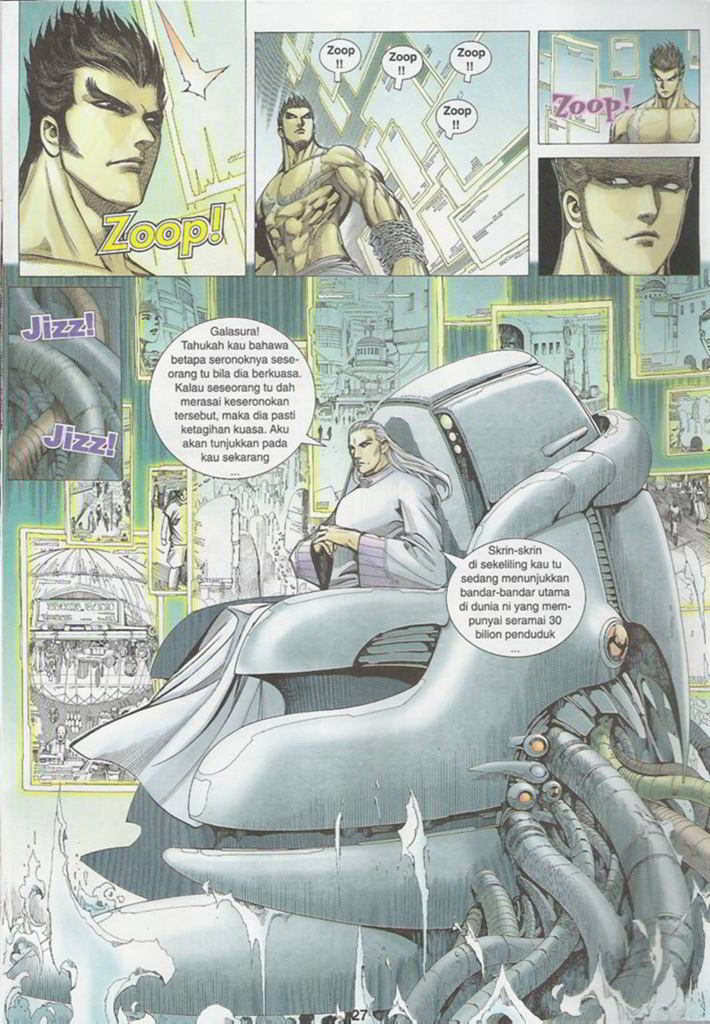 Zoop!
Zoop
!!
Zoop
!!
Zoop
!!
Zoop
!!
Zoop!
Jizz!
Jizz!
Galasura!
Tahukah kau bahawa
betapa seronoknya sese-
orang tu bila dia berkuasa.
Kalau seseorang tu dah
merasai keseronokan
tersebut, maka dia pasti
ketagihan kuasa. Aku
akan tunjukkan pada
kau sekarang
...
Skrin-skrin
di sekeliling kau tu
sedang menunjukkan
bandar-bandar utama
di dunia ni yang mem-
punyai seramai 30
bilion penduduk
...
27